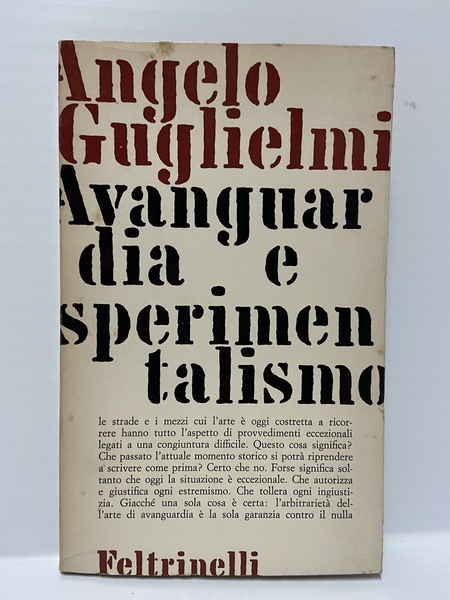 Angelo
Guglielmi
Avanguar
dia e
sperimen
talismo
le strade e i mezzi cui l'arte è oggi costretta a ricor-
rere hanno tutto l'aspetto di provvedimenti eccezionali
legati a una congiuntura difficile. Questo cosa significa?
Che passato l'attuale momento storico si potrà riprendere
a scrivere come prima? Certo che no. Forse significa sol-
tanto che oggi la situazione è eccezionale. Che autorizza
e giustifica ogni estremismo. Che tollera ogni ingiusti-
zia. Giacché una sola cosa è certa: l'arbitrarietà del-
l'arte di avanguardia è la sola garanzia contro il nulla
Feltrinelli